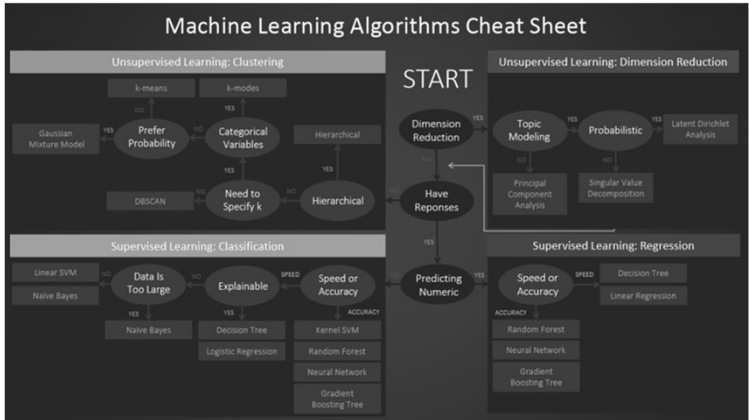 Machine Learning Algorithms Cheat Sheet
Unsupervised Learning: Clustering
START
Unsupervised Learning: Dimension Reduction
k-means
k-modes
NO
YES
Gaussian
Mixture Model
YES
Prefer
Probability
NO
Categorical
Variables
Hierarchical
Dimension
Reduction
YES
Topic
Modeling
YES
Probabilistic
YES
Latent Dirichlet
Analysis
YES
YES
NO
NO
NO
DBSCAN
NO
Need to
Specify k
NO
Hierarchical
NO
Have
Reponses
Principal
Component
Analysis
Singular Value
Decomposition
YES
Supervised Learning: Classification
Supervised Learning: Regression
Linear SVM
Naïve Bayes
NO
Data Is
Too Large
NO
Explainable
SPEED
Speed or
Accuracy
NO
Predicting
Numeric
YES
Speed or
Accuracy
SPEED
Decision Tree
Linear Regression
YES
YES
ACCURACY
ACCURACY
Naïve Bayes
Decision Tree
Logistic Regression
Kernel SVM
Random Forest
Neural Network
Gradient
Boosting Tree
Random Forest
Neural Network
Gradient
Boosting Tree